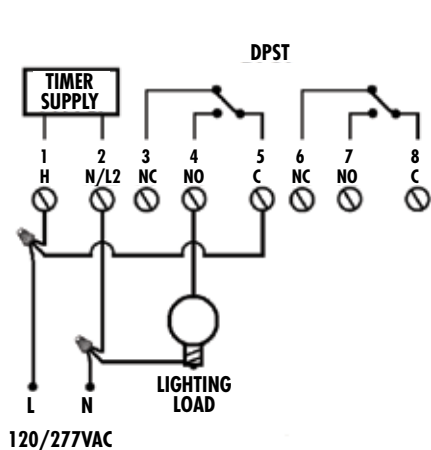 DPST
TIMER
SUPPLY
1 2 3 4 5 6 7 8
H N/L2 NC NO C NC NO C
LIGHTING
LOAD
L N
120/277VAC